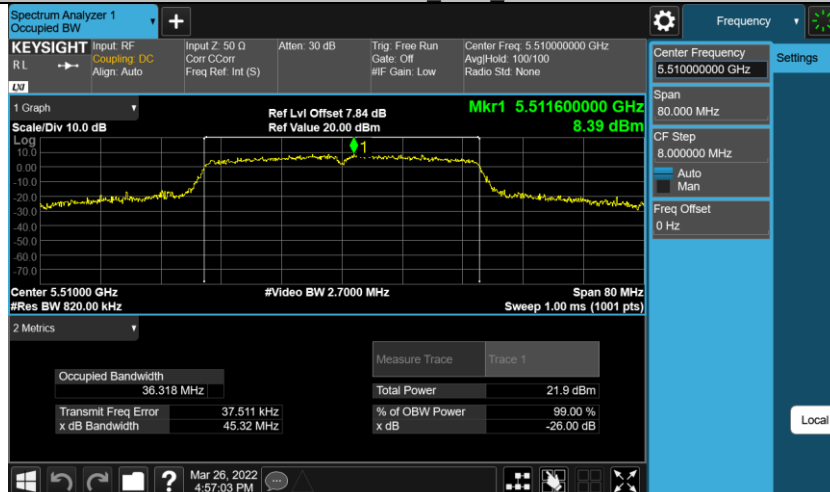 Spectrum Analyzer 1
Occupied BW
+
KEYSIGHT
R L
LXI
Input: RF
Coupling: DC
Align: Auto
Input Z: 50 Ω
Corr CCorr
Freq Ref: Int (S)
Atten: 30 dB
Trig: Free Run
Gate: Off
#IF Gain: Low
Center Freq: 5.510000000 GHz
Avg|Hold: 100/100
Radio Std: None
1 Graph
Scale/Div 10.0 dB
Ref Lvl Offset 7.84 dB
Ref Value 20.00 dBm
Mkr1 5.511600000 GHz
8.39 dBm
Log
10.0
0.00
-10.0
-20.0
-30.0
-40.0
-50.0
-60.0
-70.0
1
Center 5.51000 GHz
#Res BW 820.00 kHz
#Video BW 2.7000 MHz
Span 80 MHz
Sweep 1.00 ms (1001 pts)
2 Metrics
Measure Trace Trace 1
Occupied Bandwidth
36.318 MHz
Total Power 21.9 dBm
Transmit Freq Error 37.511 kHz
% of OBW Power 99.00 %
x dB Bandwidth 45.32 MHz
x dB -26.00 dB
?
Mar 26, 2022
4:57:03 PM
Frequency
Settings
Center Frequency
5.510000000 GHz
Span
80.000 MHz
CF Step
8.000000 MHz
Auto
Man
Freq Offset
0 Hz
Local